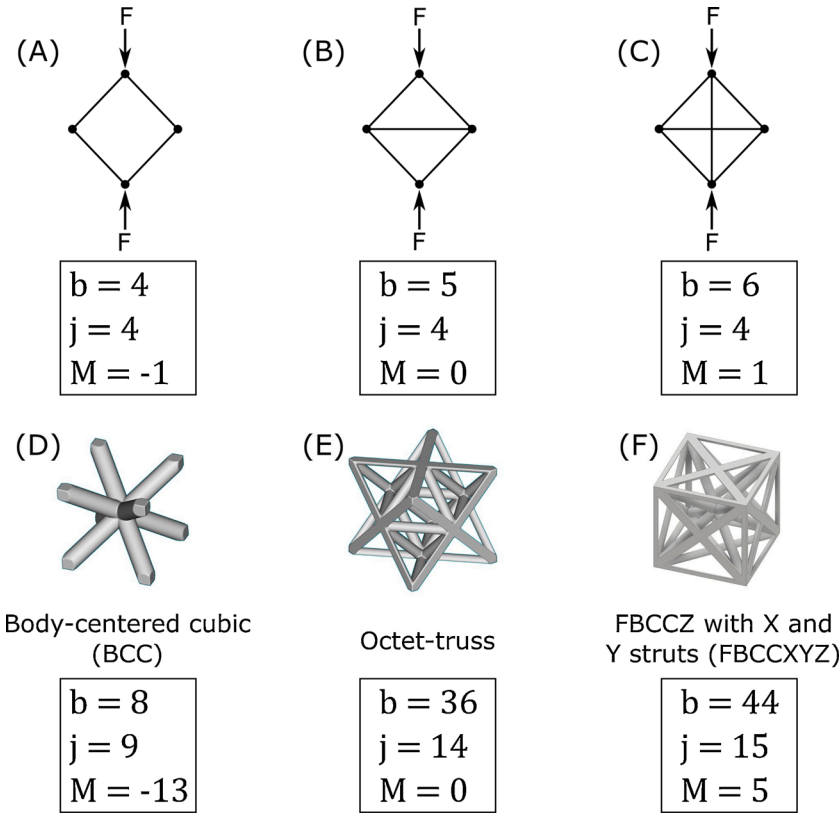 F F F
(A) (B) (C)
F F F
b = 4 b = 5 b = 6
j = 4 j = 4 j = 4
M = -1 M = 0 M = 1
(D) (E) (F)
Body-centered cubic
(BCC)
Octet-truss
FBCCZ with X and
Y struts (FBCCXYZ)
b = 8 b = 36 b = 44
j = 9 j = 14 j = 15
M = -13 M = 0 M = 5